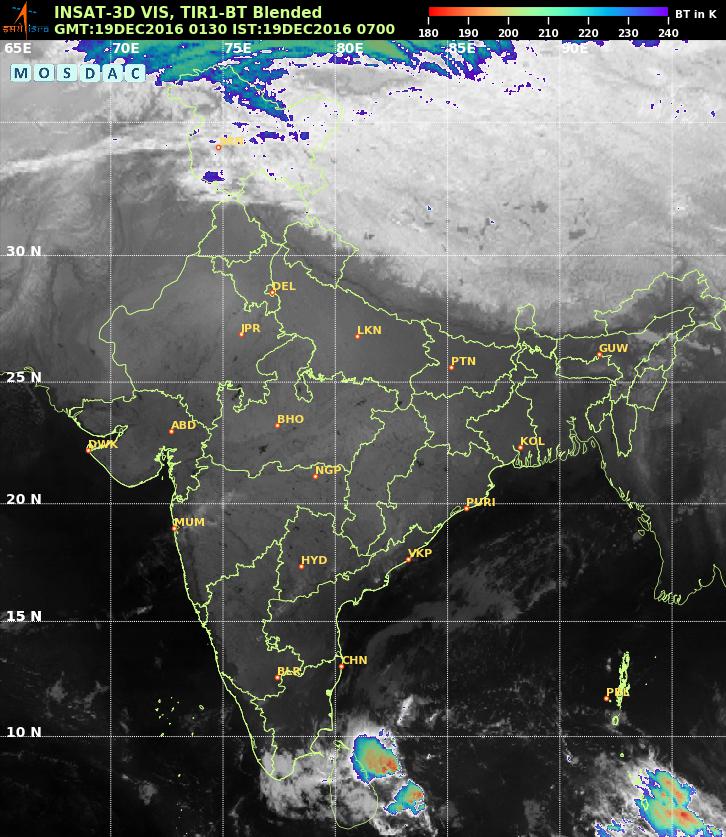 INSAT-3D VIS, TIR1-BT Blended
GMT:19DEC2016 0130 IST:19DEC2016 0700
BT in K
180 190 200 210 220 230 240
65E 70E 75E 80E 85E 90E
M O S D A C
30 N
DEL
JPR
LKN
GUW
PTN
25 N
ABD
BHO
DWK
KOL
NGP
20 N
PURI
MUM
VKP
HYD
15 N
CHN
BLR
10 N